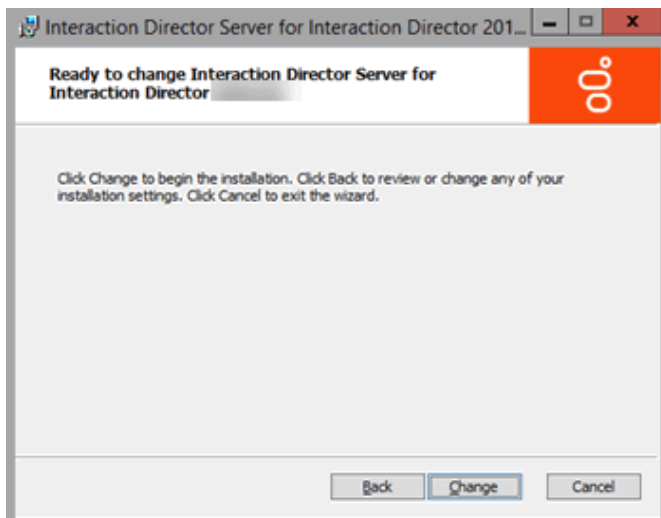 Interaction Director Server for Interaction Director 201...
Ready to change Interaction Director Server for
Interaction Director
Click Change to begin the installation. Click Back to review or change any of your
installation settings. Click Cancel to exit the wizard.
Back
Change
Cancel